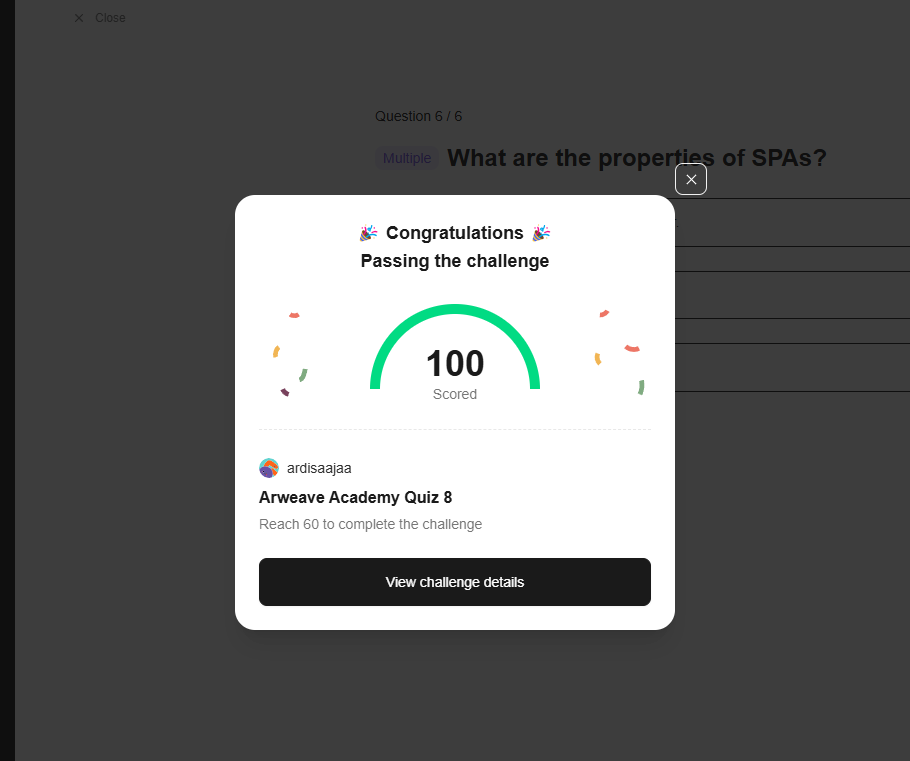 Close
Question 6 / 6
Multiple What are the properties of SPAs?
Congratulations
Passing the challenge
100
Scored
ardisaajaa
Arweave Academy Quiz 8
Reach 60 to complete the challenge
View challenge details